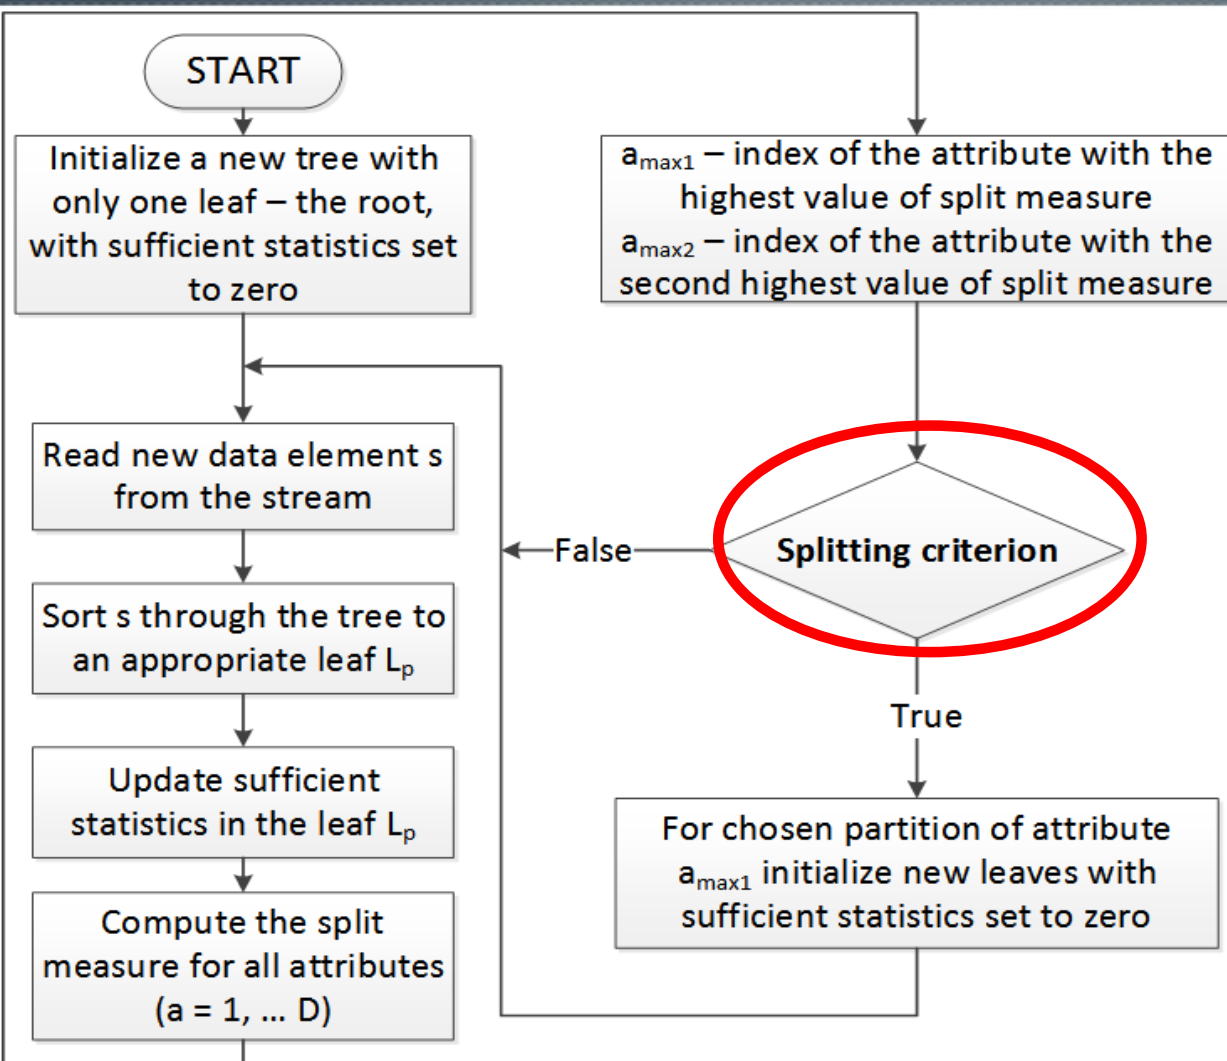 START
Initialize a new tree with
only one leaf – the root,
with sufficient statistics set
to zero
Read new data element s
from the stream
Sort s through the tree to
an appropriate leaf Lₚ
Update sufficient
statistics in the leaf Lₚ
Compute the split
measure for all attributes
(a = 1, ... D)
aₘₐₓ₁ – index of the attribute with the
highest value of split measure
aₘₐₓ₂ – index of the attribute with the
second highest value of split measure
Splitting criterion
False
True
For chosen partition of attribute
aₘₐₓ₁ initialize new leaves with
sufficient statistics set to zero